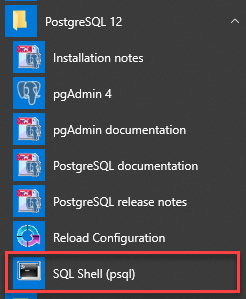 PostgreSQL 12
Installation notes
pgAdmin 4
pgAdmin documentation
PostgreSQL documentation
PostgreSQL release notes
Reload Configuration
SQL Shell (psql)